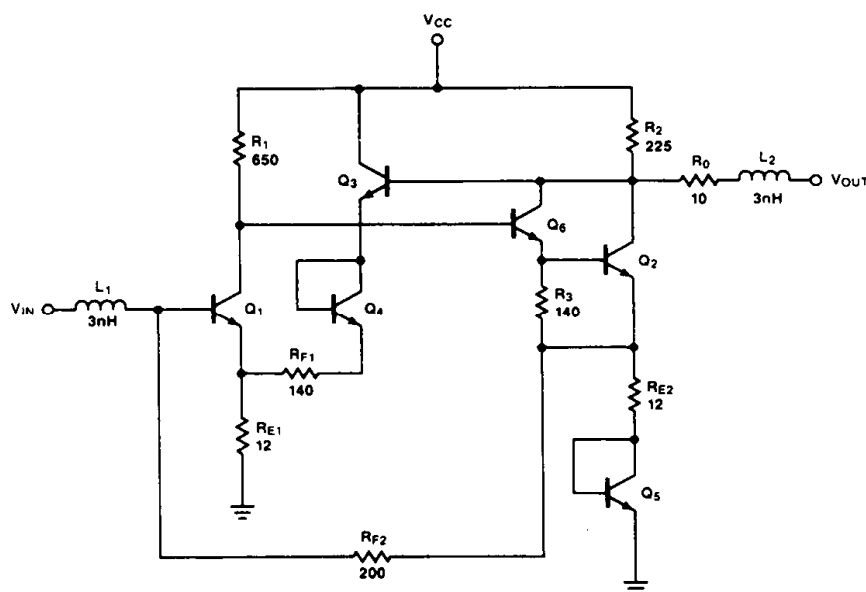 VCC
R1
650
R2
225
R0
10
L2
3nH
VOUT
Q3
Q6
Q2
L1
3nH
VIN
Q1
Q4
R3
140
RF1
140
RE1
12
RE2
12
Q5
RF2
200